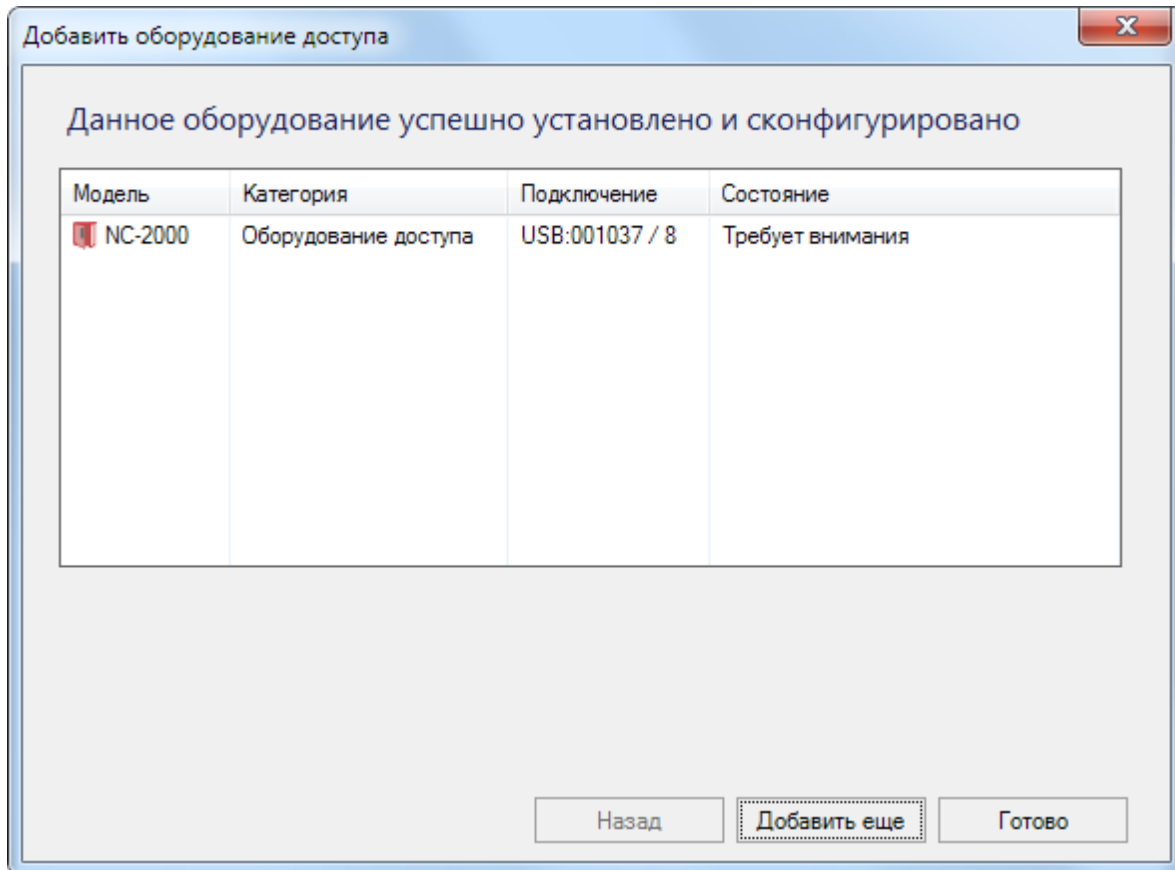 Добавить оборудование доступа
Данное оборудование успешно установлено и сконфигурировано
Модель Категория Подключение Состояние
NC-2000 Оборудование доступа USB:001037 / 8 Требует внимания
Назад Добавить еще Готово